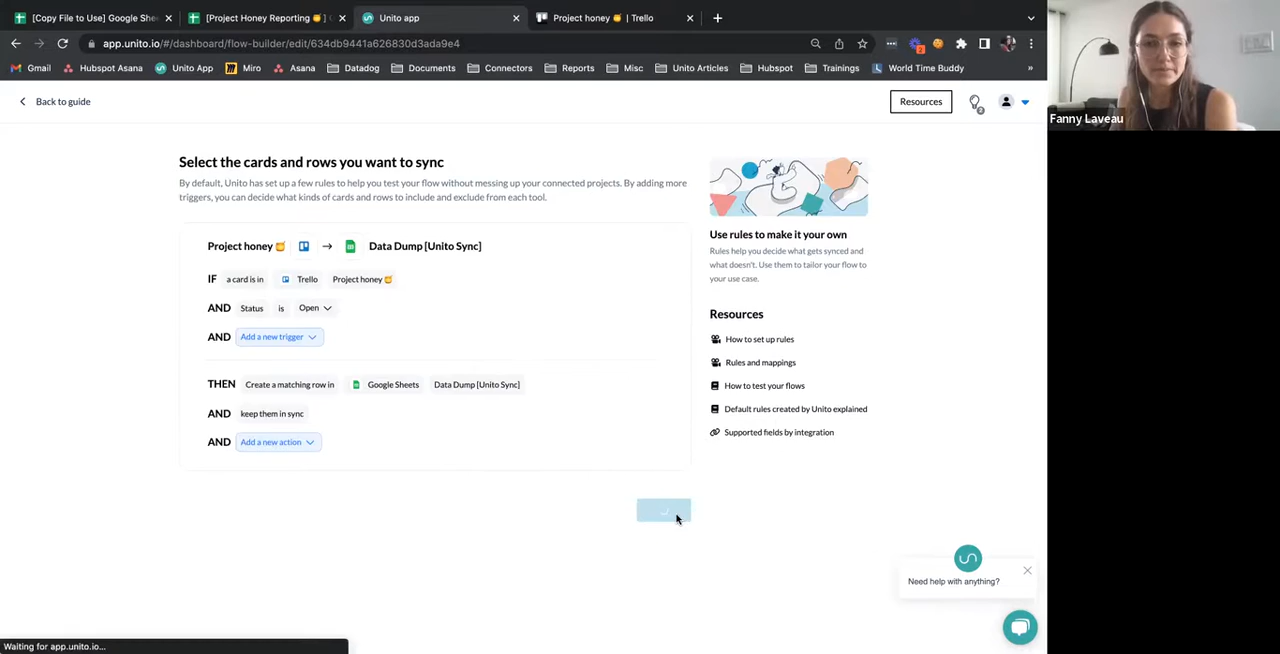 [Copy File to Use] Google She
[Project Honey Reporting 🍯]
Unito app
Project honey 🍯 | Trello
app.unito.io/#/dashboard/flow-builder/edit/634db9441a626830d3ada9e4
Gmail
Hubspot Asana
Unito App
Miro
Asana
Datadog
Documents
Connectors
Reports
Misc
Unito Articles
Hubspot
Trainings
World Time Buddy
»
Back to guide
Resources
2
Fanny Laveau
Select the cards and rows you want to sync
By default, Unito has set up a few rules to help you test your flow without messing up your connected projects. By adding more
triggers, you can decide what kinds of cards and rows to include and exclude from each tool.
Project honey 🍯 → Data Dump [Unito Sync]
IF a card is in Trello Project honey 🍯
AND Status is Open
AND Add a new trigger
THEN Create a matching row in Google Sheets Data Dump [Unito Sync]
AND keep them in sync
AND Add a new action
Use rules to make it your own
Rules help you decide what gets synced and
what doesn't. Use them to tailor your flow to
your use case.
Resources
How to set up rules
Rules and mappings
How to test your flows
Default rules created by Unito explained
Supported fields by integration
Need help with anything?
Waiting for app.unito.io...